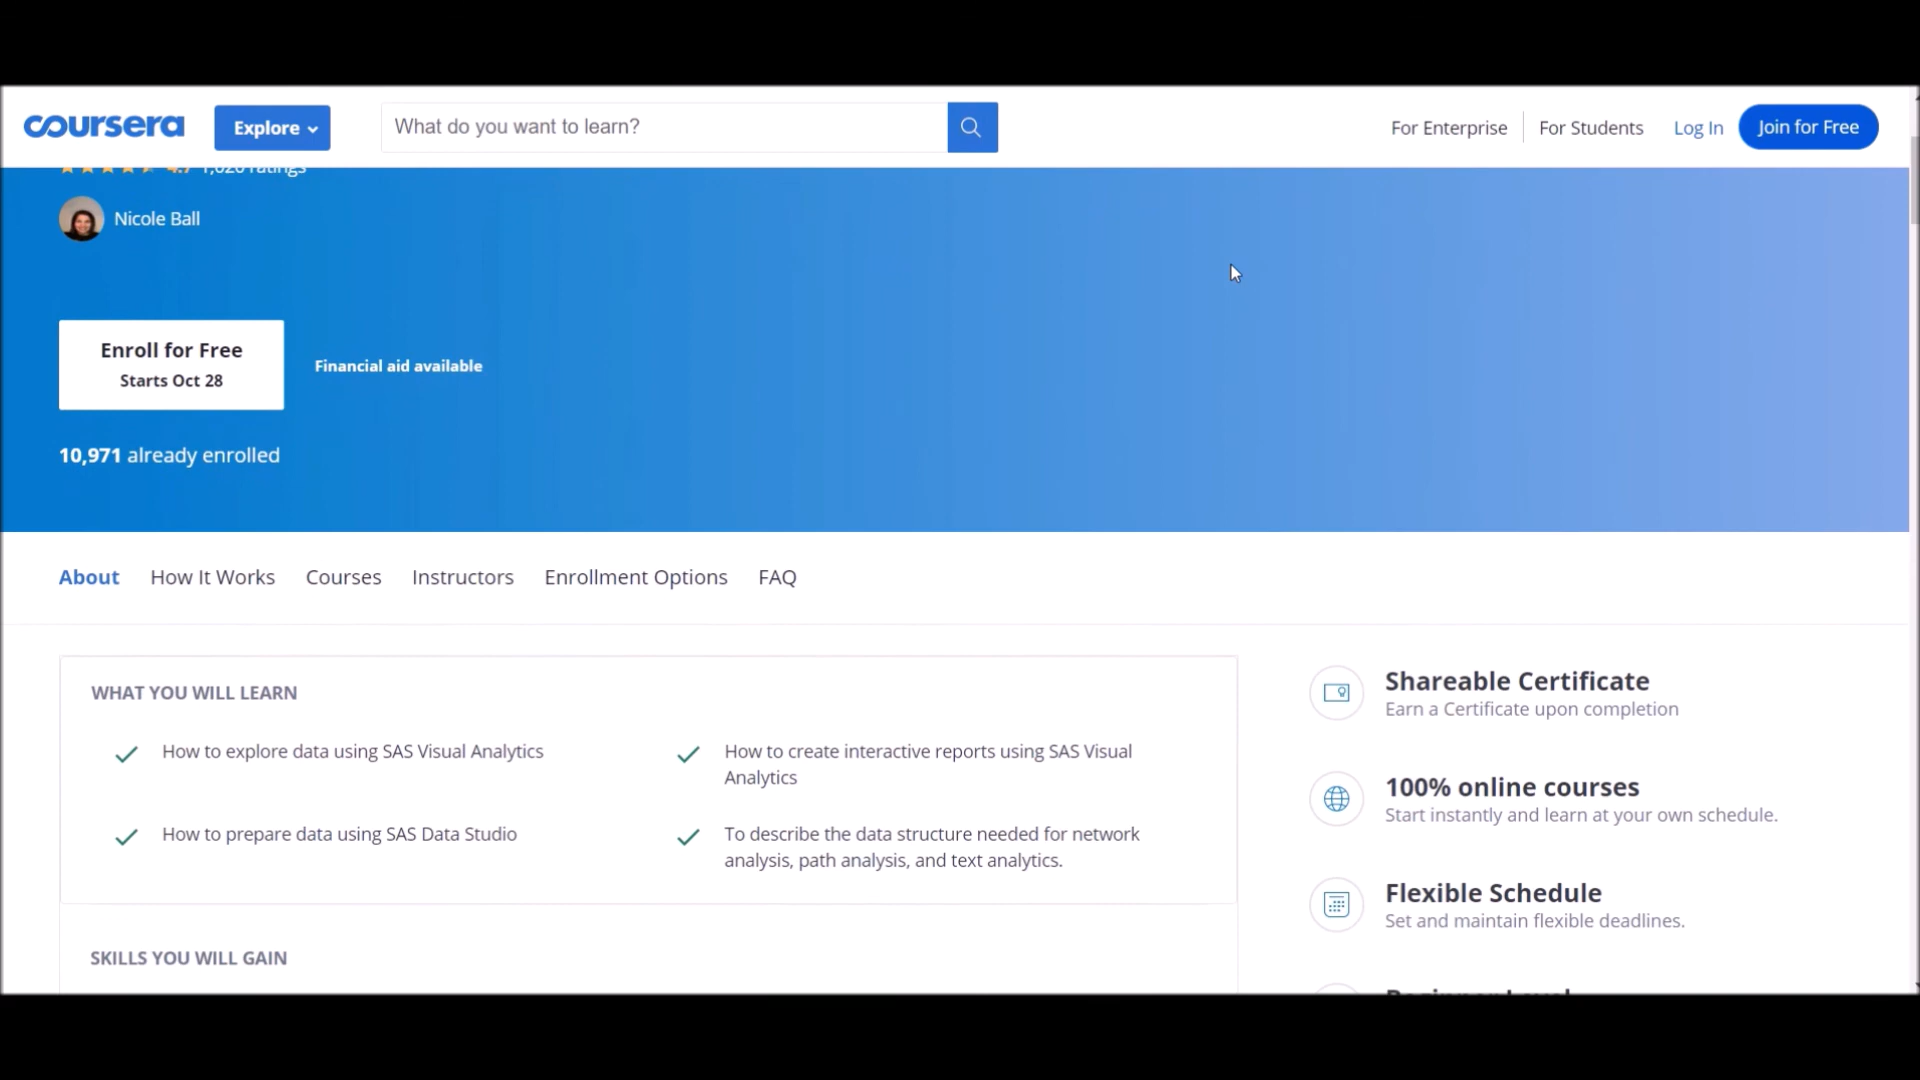 coursera
Explore
What do you want to learn?
For Enterprise
For Students
Log In
Join for Free
ratings
Nicole Ball
Enroll for Free
Starts Oct 28
Financial aid available
10,971 already enrolled
About
How It Works
Courses
Instructors
Enrollment Options
FAQ
WHAT YOU WILL LEARN
How to explore data using SAS Visual Analytics
How to create interactive reports using SAS Visual
Analytics
How to prepare data using SAS Data Studio
To describe the data structure needed for network
analysis, path analysis, and text analytics.
SKILLS YOU WILL GAIN
Shareable Certificate
Earn a Certificate upon completion
100% online courses
Start instantly and learn at your own schedule.
Flexible Schedule
Set and maintain flexible deadlines.